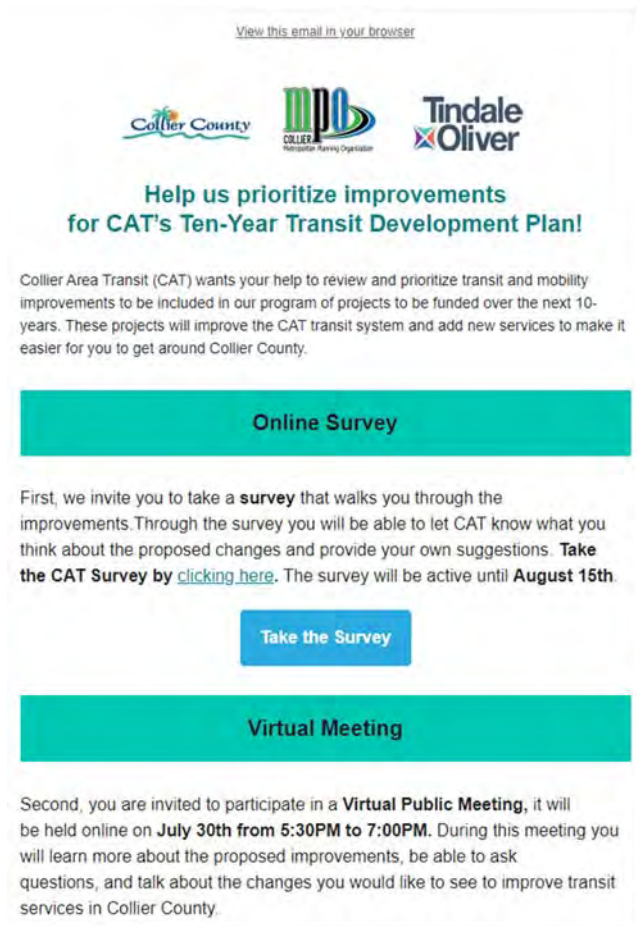 View this email in your browser
Collier County
mpo
COLLIER
Metropolitan Planning Organization
Tindale
Oliver
Help us prioritize improvements
for CAT's Ten-Year Transit Development Plan!
Collier Area Transit (CAT) wants your help to review and prioritize transit and mobility
improvements to be included in our program of projects to be funded over the next 10-
years. These projects will improve the CAT transit system and add new services to make it
easier for you to get around Collier County.
Online Survey
First, we invite you to take a survey that walks you through the
improvements.Through the survey you will be able to let CAT know what you
think about the proposed changes and provide your own suggestions. Take
the CAT Survey by clicking here. The survey will be active until August 15th.
Take the Survey
Virtual Meeting
Second, you are invited to participate in a Virtual Public Meeting, it will
be held online on July 30th from 5:30PM to 7:00PM. During this meeting you
will learn more about the proposed improvements, be able to ask
questions, and talk about the changes you would like to see to improve transit
services in Collier County.